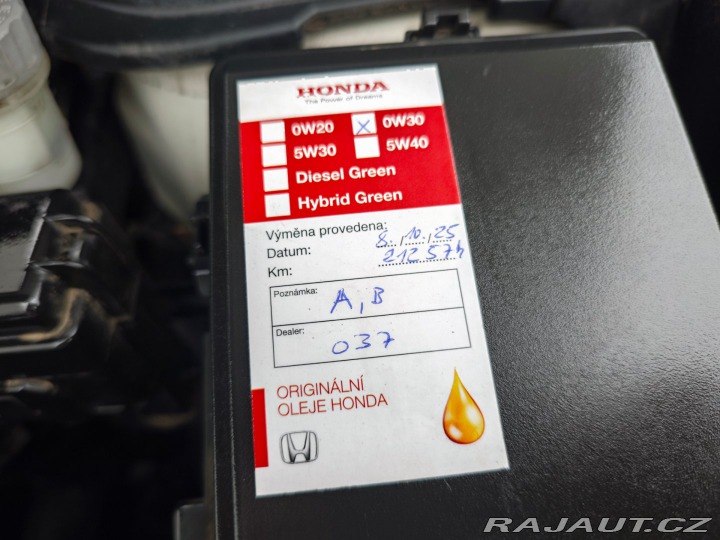 HONDA
The Power of Dreams
0W20 X 0W30
5W30 5W40
Diesel Green
Hybrid Green
Výměna provedena:
Datum: 8./10./25
Km: 212574
Poznámka: A, B
Dealer: 037
ORIGINÁLNÍ
OLEJE HONDA
RAJAUT.CZ